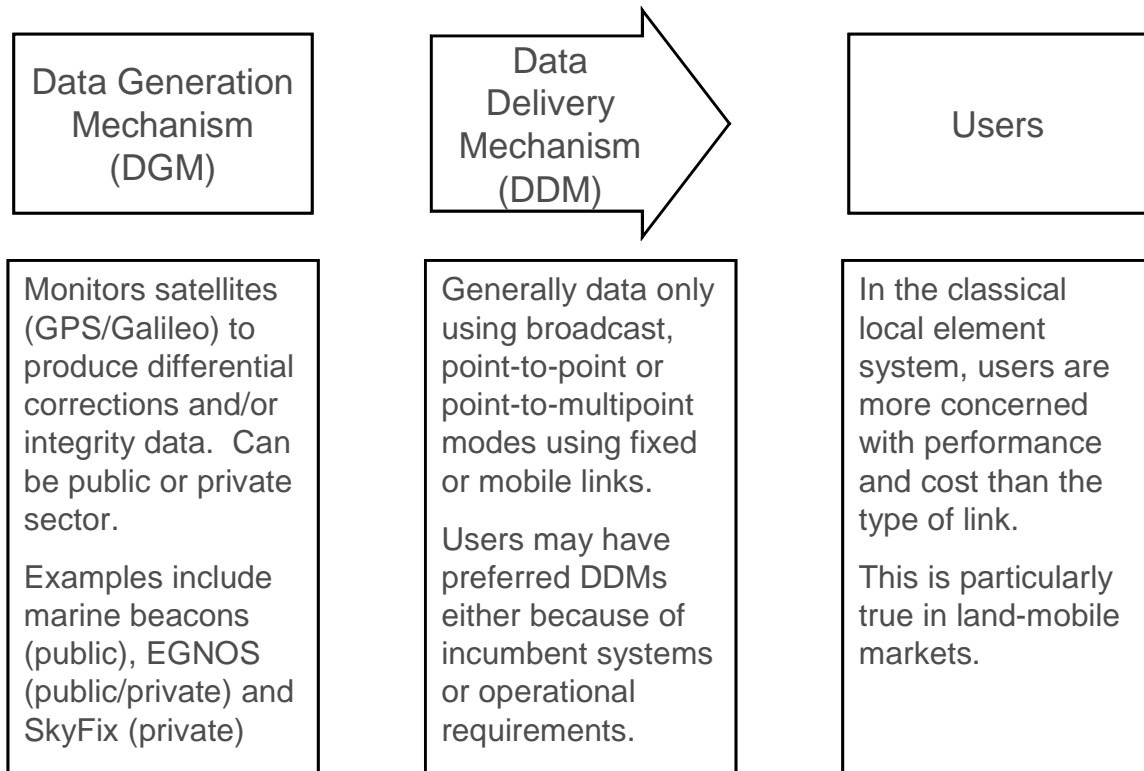 Data Generation
Mechanism
(DGM)
Data
Delivery
Mechanism
(DDM)
Users
Monitors satellites
(GPS/Galileo) to
produce differential
corrections and/or
integrity data.  Can
be public or private
sector.
Examples include
marine beacons
(public), EGNOS
(public/private) and
SkyFix (private)
Generally data only
using broadcast,
point-to-point or
point-to-multipoint
modes using fixed
or mobile links.
Users may have
preferred DDMs
either because of
incumbent systems
or operational
requirements.
In the classical
local element
system, users are
more concerned
with performance
and cost than the
type of link.
This is particularly
true in land-mobile
markets.